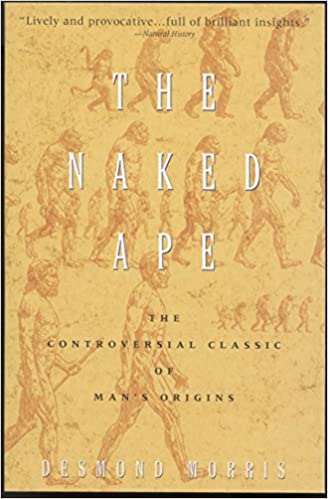 “Lively and provocative...full of brilliant insights.”
—Natural History
THE
NAKED
APE
THE
CONTROVERSIAL CLASSIC
OF
MAN'S ORIGINS
DESMOND MORRIS